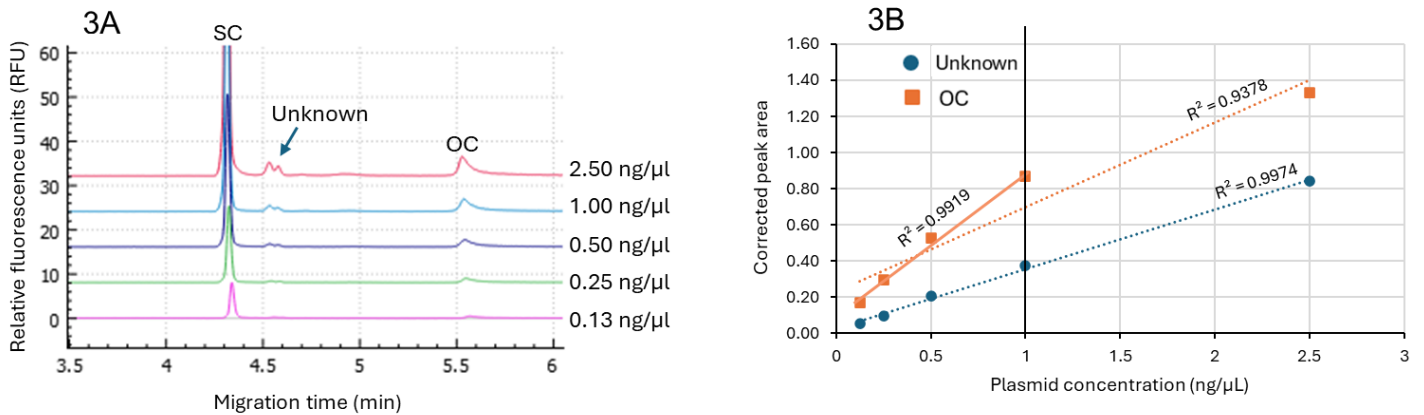 3A
SC
Relative fluorescence units (RFU)
60
50
40
30
20
10
0
Unknown
OC
2.50 ng/µl
1.00 ng/µl
0.50 ng/µl
0.25 ng/µl
0.13 ng/µl
3.5 4 4.5 5 5.5 6
Migration time (min)
3B
Corrected peak area
1.60
1.40
1.20
1.00
0.80
0.60
0.40
0.20
0.00
Unknown
OC
R² = 0.9919
R² = 0.9378
R² = 0.9974
0 0.5 1 1.5 2 2.5 3
Plasmid concentration (ng/µL)